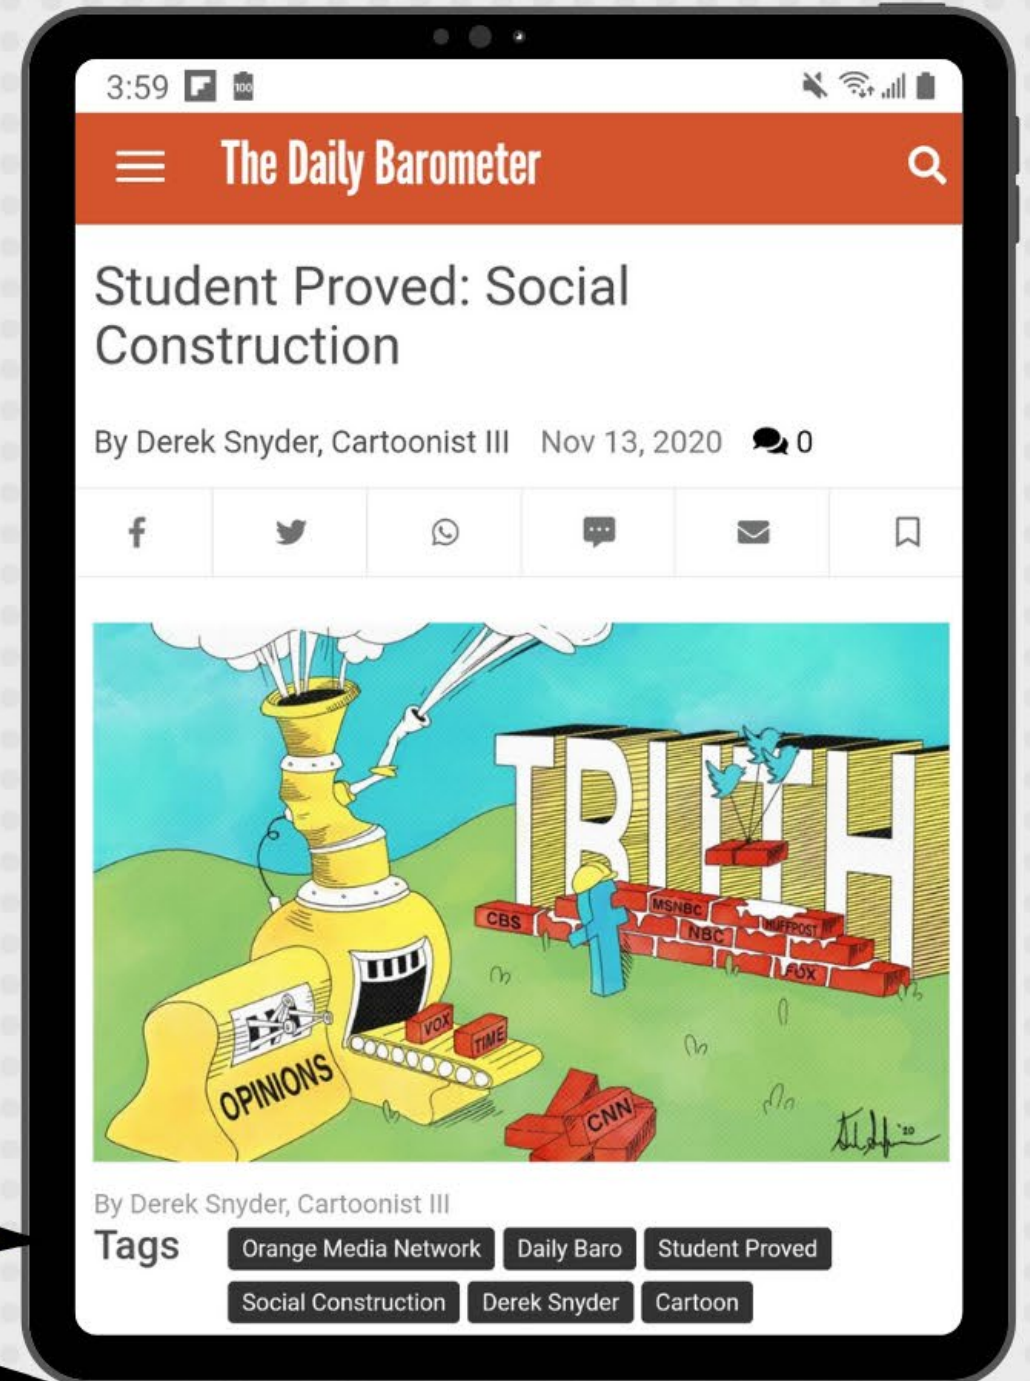 3:59
100
The Daily Barometer
Student Proved: Social
Construction
By Derek Snyder, Cartoonist III Nov 13, 2020 0
TRUTH
CBS
MSNBC
HUFFPOST
NBC
FOX
VOX
TIME
OPINIONS
CNN
'20
By Derek Snyder, Cartoonist III
Tags
Orange Media Network Daily Baro Student Proved
Social Construction Derek Snyder Cartoon